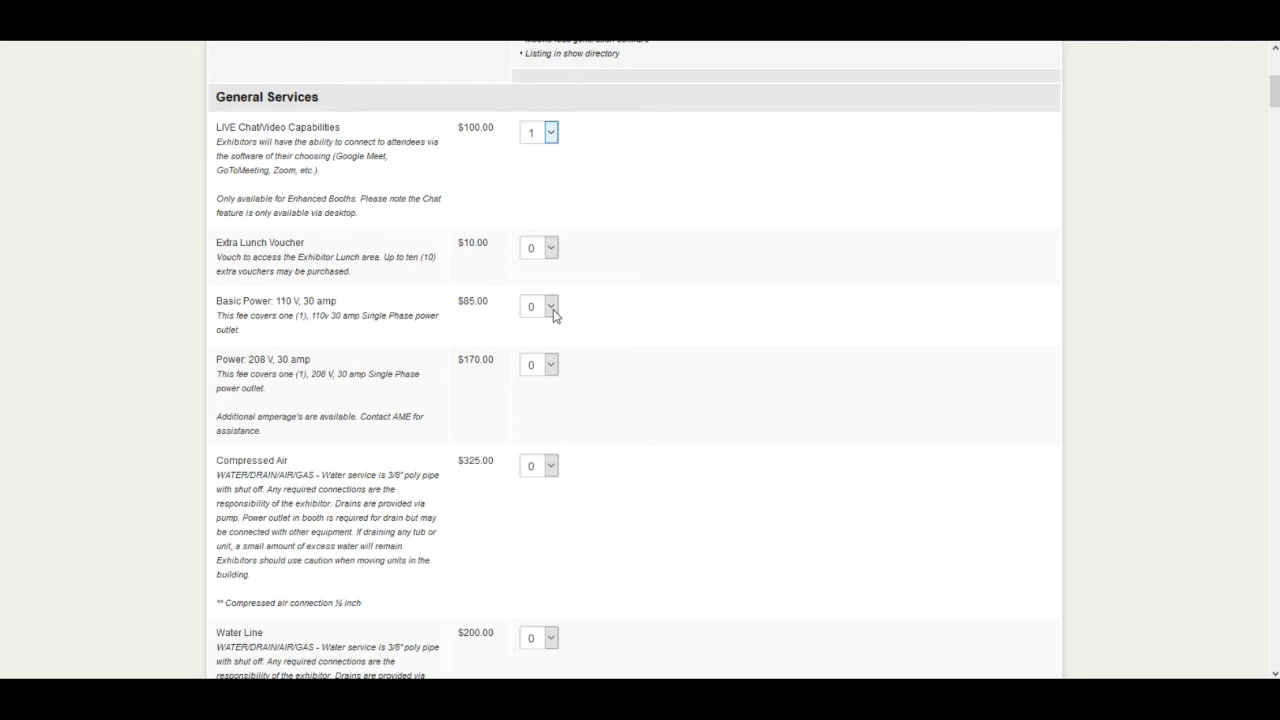 • Listing in show directory
General Services
LIVE Chat/Video Capabilities $100.00 1
Exhibitors will have the ability to connect to attendees via
the software of their choosing (Google Meet,
GoToMeeting, Zoom, etc.).
Only available for Enhanced Booths. Please note the Chat
feature is only available via desktop.
Extra Lunch Voucher $10.00 0
Vouch to access the Exhibitor Lunch area. Up to ten (10)
extra vouchers may be purchased.
Basic Power: 110 V, 30 amp $85.00 0
This fee covers one (1), 110v 30 amp Single Phase power
outlet.
Power: 208 V, 30 amp $170.00 0
This fee covers one (1), 208 V, 30 amp Single Phase
power outlet.
Additional amperage's are available. Contact AME for
assistance.
Compressed Air $325.00 0
WATER/DRAIN/AIR/GAS - Water service is 3/8" poly pipe
with shut off. Any required connections are the
responsibility of the exhibitor. Drains are provided via
pump. Power outlet in booth is required for drain but may
be connected with other equipment. If draining any tub or
unit, a small amount of excess water will remain.
Exhibitors should use caution when moving units in the
building.
** Compressed air connection ½ inch
Water Line $200.00 0
WATER/DRAIN/AIR/GAS - Water service is 3/8" poly pipe
with shut off. Any required connections are the
responsibility of the exhibitor. Drains are provided via